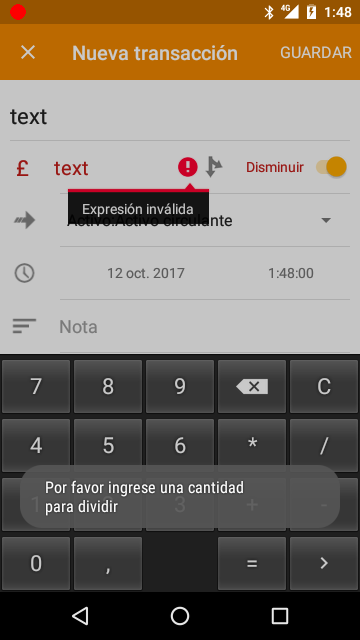 4G
1:48
Nueva transacción
GUARDAR
text
£
text
Disminuir
Expresión inválida
Activo:Activo circulante
12 oct. 2017
1:48:00
Nota
7
8
9
C
4
5
6
*
/
1
3
+
-
Por favor ingrese una cantidad
para dividir
0
,
=
>